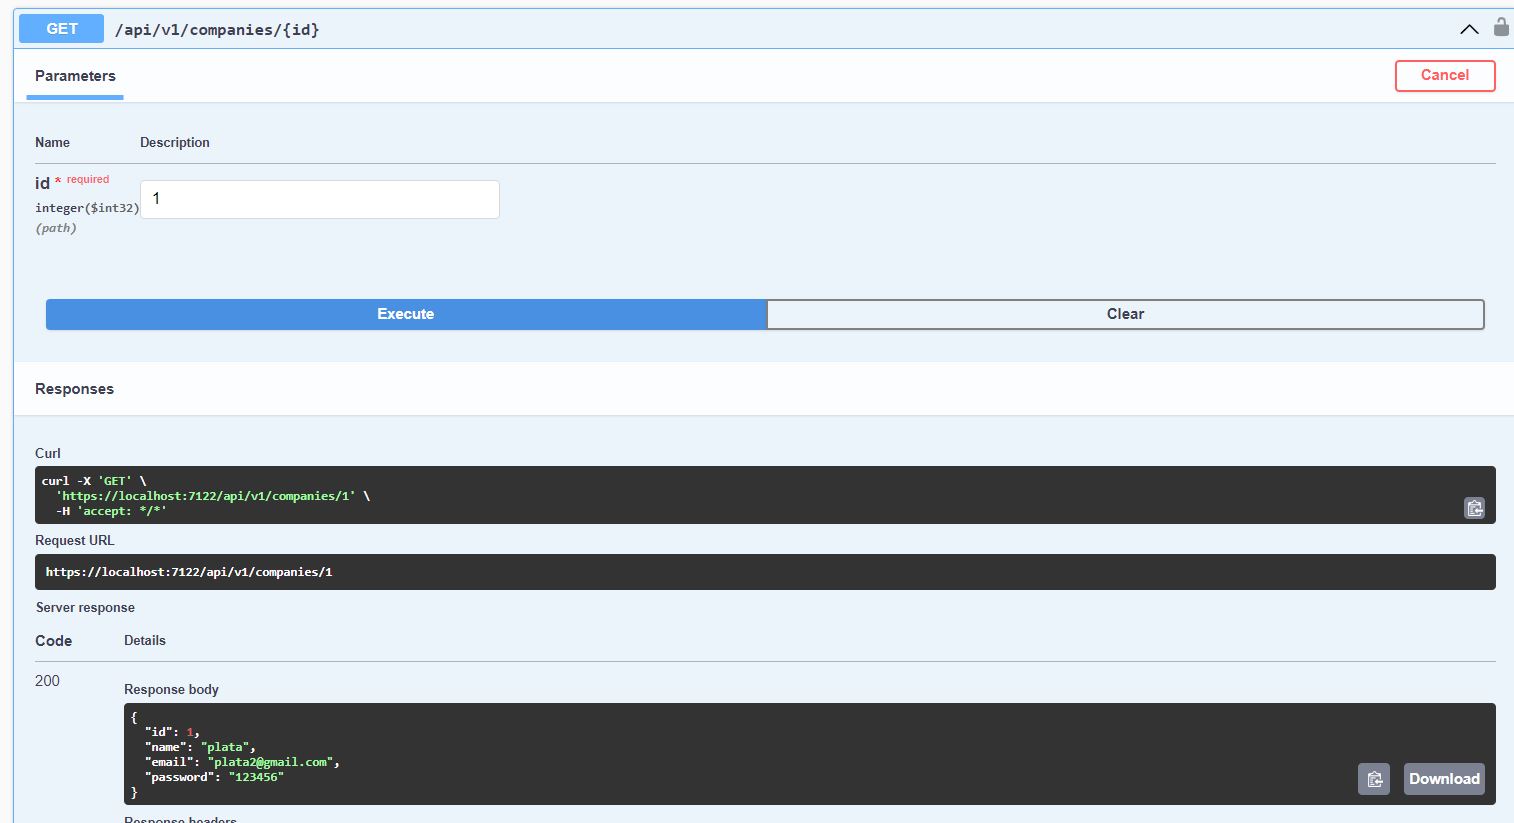 GET /api/v1/companies/{id}
Parameters
Cancel
Name Description
id * required
integer($int32)
(path)
1
Execute
Clear
Responses
Curl
curl -X 'GET' \
'https://localhost:7122/api/v1/companies/1' \
-H 'accept: */*'
Request URL
https://localhost:7122/api/v1/companies/1
Server response
Code Details
200
Response body
{
"id": 1,
"name": "plata",
"email": "plata2@gmail.com",
"password": "123456"
}
Download
Response headers